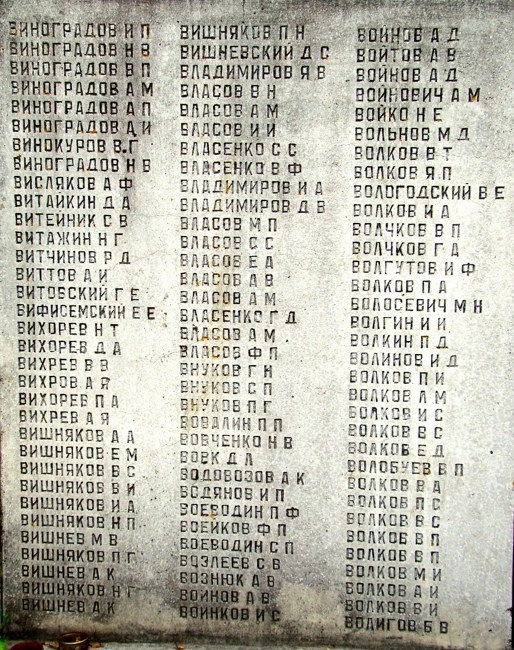 ВИНОГРАДОВ И П
ВИНОГРАДОВ Н В
ВИНОГРАДОВ В П
ВИНОГРАДОВ А М
ВИНОГРАДОВ А П
ВИНОГРАДОВ А И
ВИНОКУРОВ В.Г
ВИНОГРАДОВ Н В
ВИСЛЯКОВ А Ф
ВИТАЙКИН Д А
ВИТЕЙНИК С В
ВИТАЖИН Н Г
ВИТЧИНОВ Р Д
ВИТТОВ А И
ВИТОВСКИЙ Г Е
ВИФИСЕМСКИЙ Е Е
ВИХОРЕВ Н Т
ВИХОРЕВ Д А
ВИХРЕВ В В
ВИХРОВ А Я
ВИХОРЕВ П А
ВИХРЕВ А Я
ВИШНЯКОВ А А
ВИШНЯКОВ Е М
ВИШНЯКОВ В С
ВИШНЯКОВ В И
ВИШНЯКОВ И А
ВИШНЯКОВ Н П
ВИШНЕВ М В
ВИШНЯКОВ П Г
ВИШНЕВ А К
ВИШНЯКОВ Н Г
ВИШНЕВ А К
ВИШНЯКОВ П Н
ВИШНЕВСКИЙ Д С
ВЛАДИМИРОВ Я В
ВЛАСОВ В Н
ВЛАСОВ А М
ВЛАСОВ И И
ВЛАСЕНКО С С
ВЛАСЕНКО В Ф
ВЛАДИМИРОВ И А
ВЛАДИМИРОВ Д В
ВЛАСОВ М П
ВЛАСОВ С С
ВЛАСОВ Е А
ВЛАСОВ А В
ВЛАСОВ А М
ВЛАСЕНКО Г Д
ВЛАСОВ А М
ВЛАСОВ Ф П
ВНУКОВ Г Н
ВНУКОВ С П
ВНУКОВ П Г
ВОВАЛИН П П
ВОВЧЕНКО Н В
ВОВК Д А
ВОДОВОЗОВ А К
ВОДЯНОВ И П
ВОЕВОДИН П Ф
ВОЕЙКОВ Ф П
ВОЕВОДИН С П
ВОЗЛЕЕВ С В
ВОЗНЮК А В
ВОИНОВ А В
ВОИНКОВ И С
ВОИНОВ А Д
ВОЙТОВ А В
ВОЙНОВ А Д
ВОЙНОВИЧ А М
ВОЙКО Н Е
ВОЛЬНОВ М Д
ВОЛКОВ В Т
ВОЛКОВ Я П
ВОЛОГОДСКИЙ В Е
ВОЛКОВ И А
ВОЛЧКОВ В П
ВОЛЧКОВ Г А
ВОЛГУТОВ И Ф
ВОЛКОВ П А
ВОЛОСЕВИЧ М Н
ВОЛГИН И И
ВОЛКИН П Д
ВОЛИНОВ И Д
ВОЛКОВ П И
ВОЛКОВ А М
ВОЛКОВ И С
ВОЛКОВ В С
ВОЛКОВ Е Д
ВОЛОБУЕВ В П
ВОЛКОВ В А
ВОЛКОВ П С
ВОЛКОВ В С
ВОЛКОВ В П
ВОЛКОВ В П
ВОЛКОВ М И
ВОЛКОВ А И
ВОЛКОВ В И
ВОЛИГОВ Б В